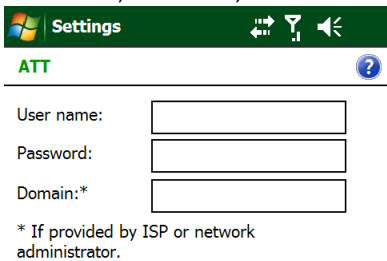 Settings
ATT
User name:
Password:
Domain:*
* If provided by ISP or network
administrator.